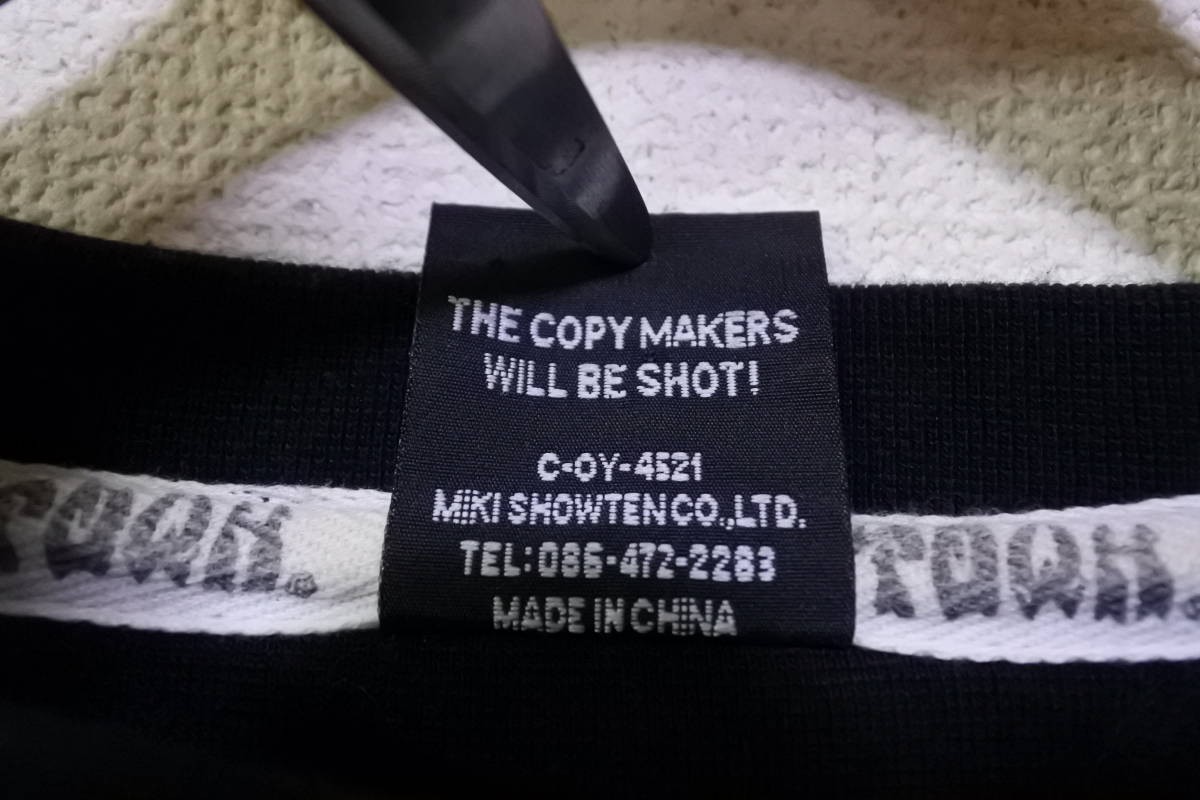 THE COPY MAKERS
WILL BE SHOT!
C-OY-4521
MIKI SHOWTEN CO.,LTD.
TEL:086-472-2283
MADE IN CHINA